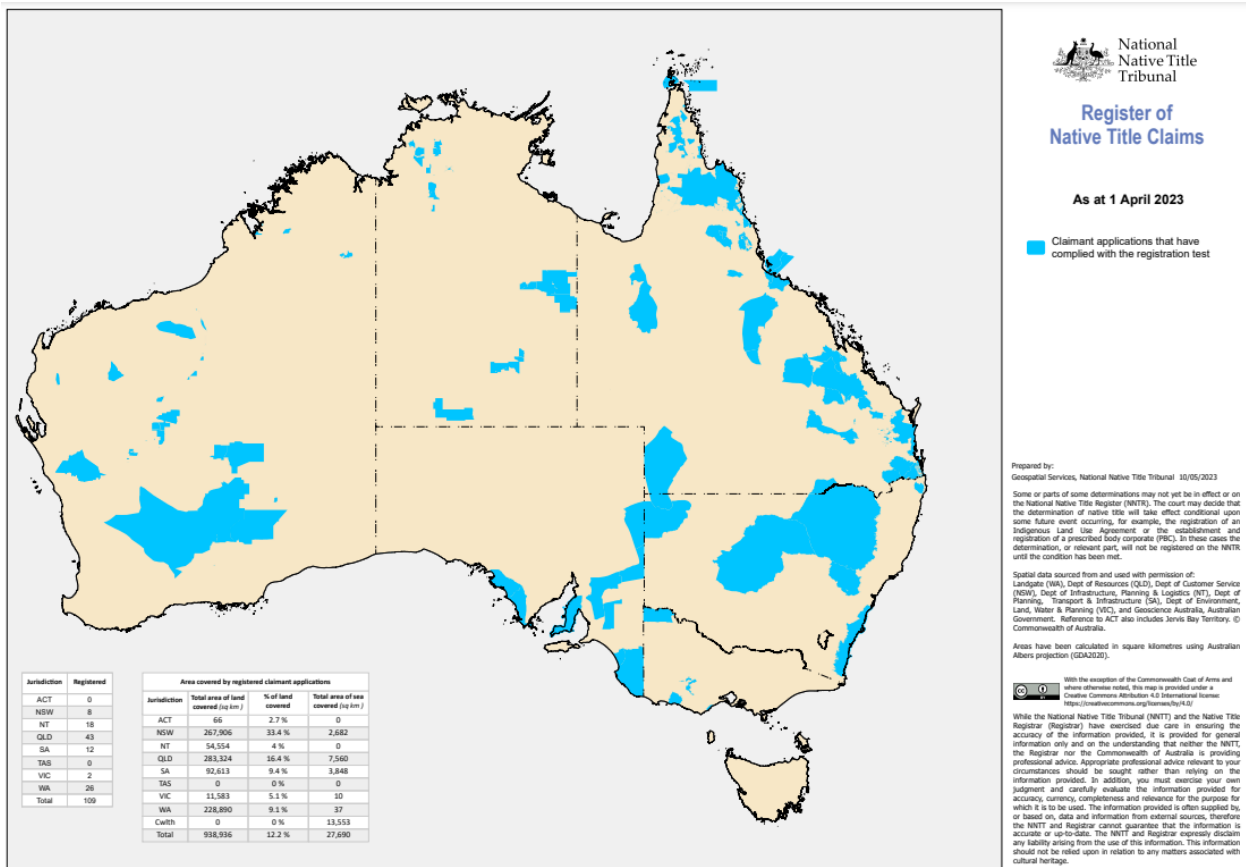 National
Native Title
Tribunal
Register of
Native Title Claims
As at 1 April 2023
Claimant applications that have
complied with the registration test
Prepared by:
Geospatial Services, National Native Title Tribunal 10/05/2023
Some or parts of some determinations may not yet be in effect or on
the National Native Title Register (NNTR). The court may decide that
the determination of native title will take effect conditional upon
some future event occurring, for example, the registration of an
Indigenous Land Use Agreement or the establishment and
registration of a prescribed body corporate (PBC). In these cases the
determination, or relevant part, will not be registered on the NNTR
until the condition has been met.
Spatial data sourced from and used with permission of:
Landgate (WA), Dept of Resources (QLD), Dept of Customer Service
(NSW), Dept of Infrastructure, Planning & Logistics (NT), Dept of
Planning, Transport & Infrastructure (SA), Dept of Environment,
Land, Water & Planning (VIC), and Geoscience Australia, Australian
Government. Reference to ACT also includes Jervis Bay Territory. ©
Commonwealth of Australia.
Areas have been calculated in square kilometres using Australian
Albers projection (GDA2020).
cc BY
With the exception of the Commonwealth Coat of Arms and
where otherwise noted, this map is provided under a
Creative Commons Attribution 4.0 International license:
https://creativecommons.org/licenses/by/4.0/
While the National Native Title Tribunal (NNTT) and the Native Title
Registrar (Registrar) have exercised due care in ensuring the
accuracy of the information provided, it is provided for general
information only and on the understanding that neither the NNTT,
the Registrar nor the Commonwealth of Australia is providing
professional advice. Appropriate professional advice relevant to your
circumstances should be sought rather than relying on the
information provided. In addition, you must exercise your own
judgment and carefully evaluate the information provided for
accuracy, currency, completeness and relevance for the purpose for
which it is to be used. The information provided is often supplied by,
or based on, data and information from external sources, therefore
the NNTT and Registrar cannot guarantee that the information is
accurate or up-to-date. The NNTT and Registrar expressly disclaim
any liability arising from the use of this information. This information
should not be relied upon in relation to any matters associated with
cultural heritage.
Jurisdiction Registered
ACT 0
NSW 8
NT 18
QLD 43
SA 12
TAS 0
VIC 2
WA 26
Total 109
Area covered by registered claimant applications
Jurisdiction Total area of land covered (sq km) % of land covered Total area of sea covered (sq km)
ACT 66 2.7 % 0
NSW 267,906 33.4 % 2,682
NT 54,554 4 % 0
QLD 283,324 16.4 % 7,560
SA 92,613 9.4 % 3,848
TAS 0 0 % 0
VIC 11,583 5.1 % 10
WA 228,890 9.1 % 37
Cwlth 0 0 % 13,553
Total 938,936 12.2 % 27,690